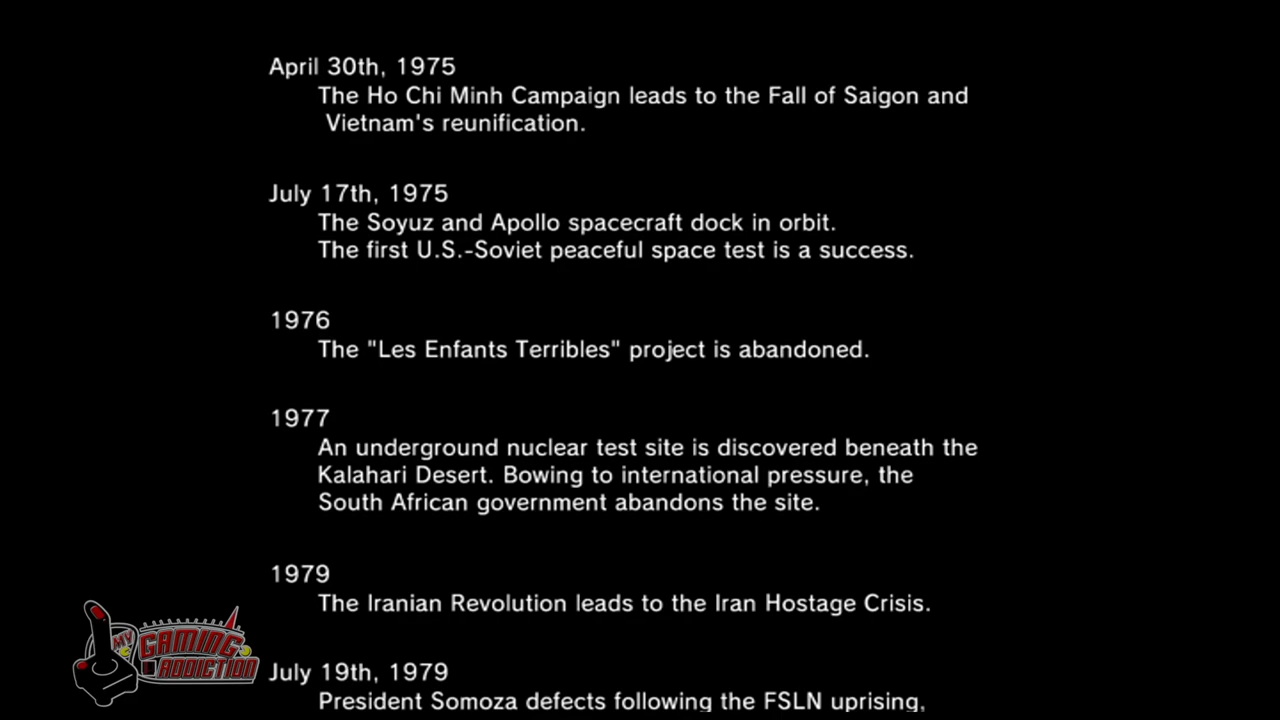 April 30th, 1975
The Ho Chi Minh Campaign leads to the Fall of Saigon and
Vietnam's reunification.
July 17th, 1975
The Soyuz and Apollo spacecraft dock in orbit.
The first U.S.-Soviet peaceful space test is a success.
1976
The "Les Enfants Terribles" project is abandoned.
1977
An underground nuclear test site is discovered beneath the
Kalahari Desert. Bowing to international pressure, the
South African government abandons the site.
1979
The Iranian Revolution leads to the Iran Hostage Crisis.
July 19th, 1979
President Somoza defects following the FSLN uprising,
MY
GAMING
ADDICTION